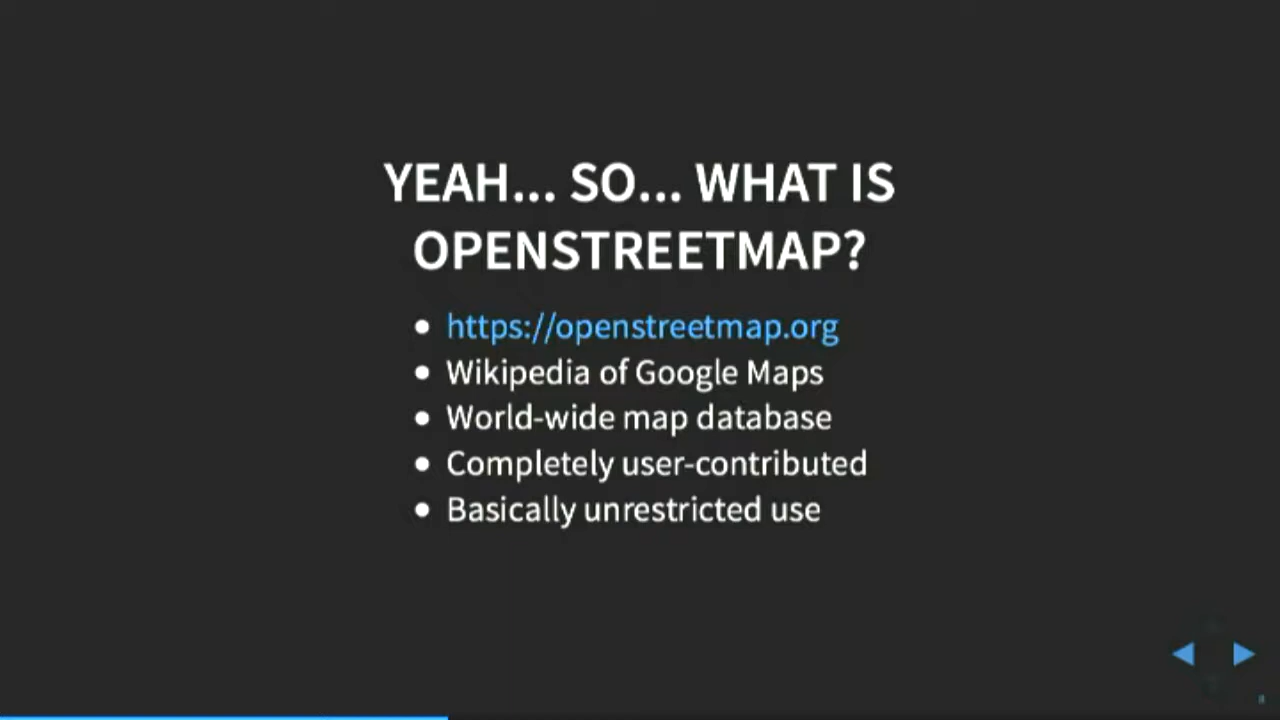 YEAH... SO... WHAT IS
OPENSTREETMAP?
https://openstreetmap.org
Wikipedia of Google Maps
World-wide map database
Completely user-contributed
Basically unrestricted use